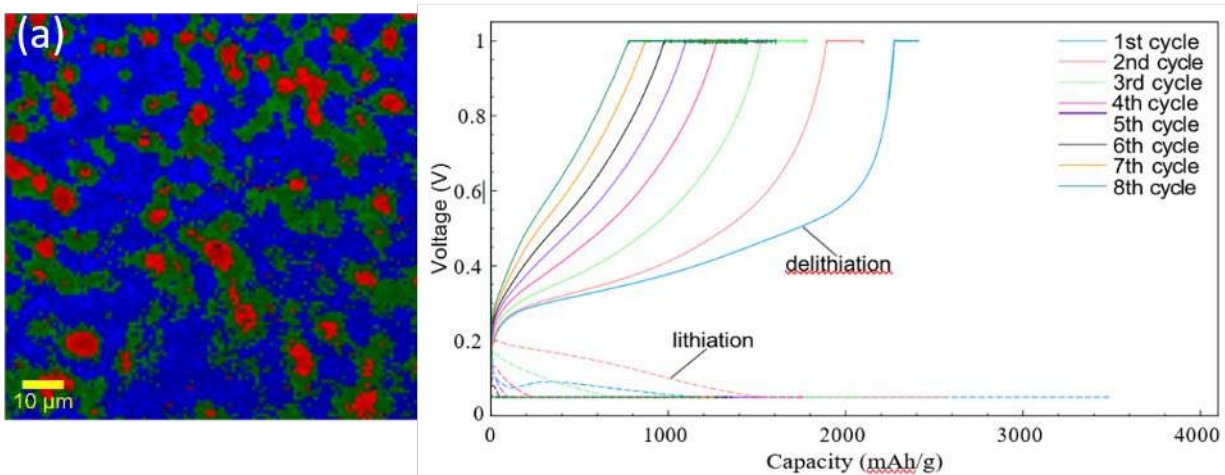 (a)
10 µm
Voltage (V)
1
0.8
0.6
0.4
0.2
0
0
1000
2000
3000
4000
Capacity (mAh/g)
1st cycle
2nd cycle
3rd cycle
4th cycle
5th cycle
6th cycle
7th cycle
8th cycle
delithiation
lithiation